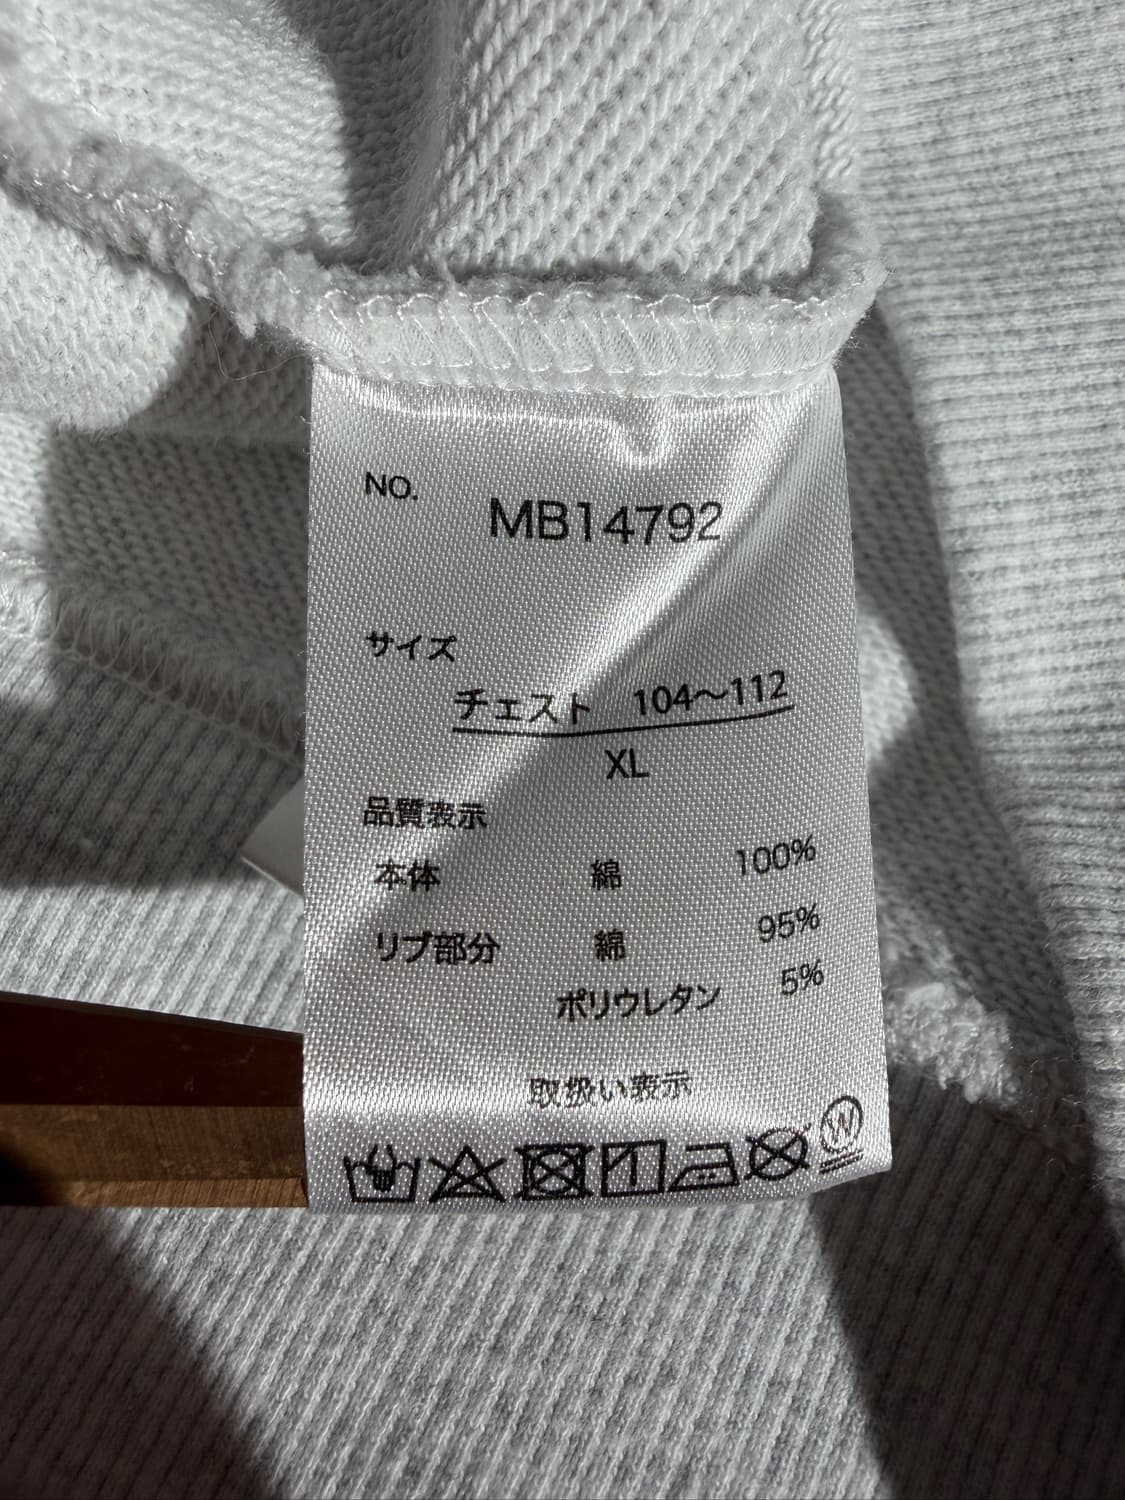 NO. MB14792
サイズ
チェスト 104～112
XL
品質表示
本体 綿 100%
リブ部分 綿 95%
ポリウレタン 5%
取扱い表示
W